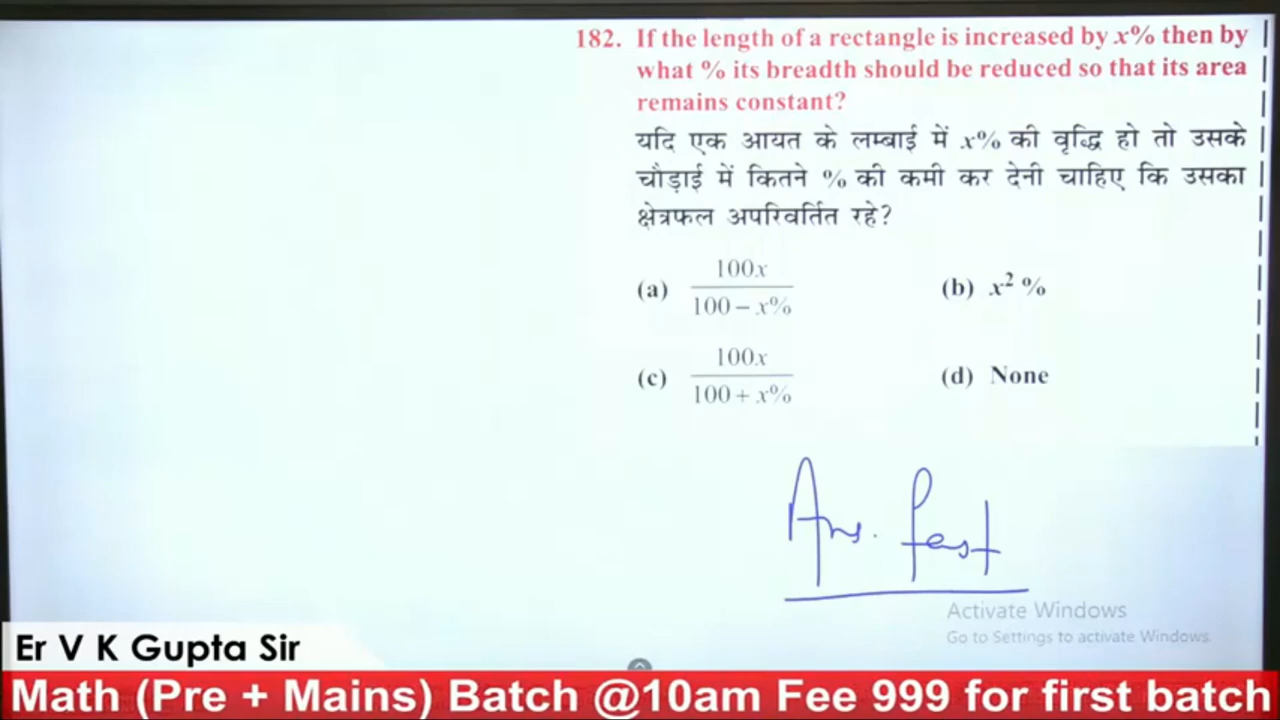 182. If the length of a rectangle is increased by x% then by
what % its breadth should be reduced so that its area
remains constant?
यदि एक आयत के लम्बाई में x% की वृद्धि हो तो उसके
चौड़ाई में कितने % की कमी कर देनी चाहिए कि उसका
क्षेत्रफल अपरिवर्तित रहे?
(a) 100x / 100 – x%
(b) x² %
(c) 100x / 100 + x%
(d) None
Ans. fast
Activate Windows
Go to Settings to activate Windows.
Er V K Gupta Sir
Math (Pre + Mains) Batch @10am Fee 999 for first batch